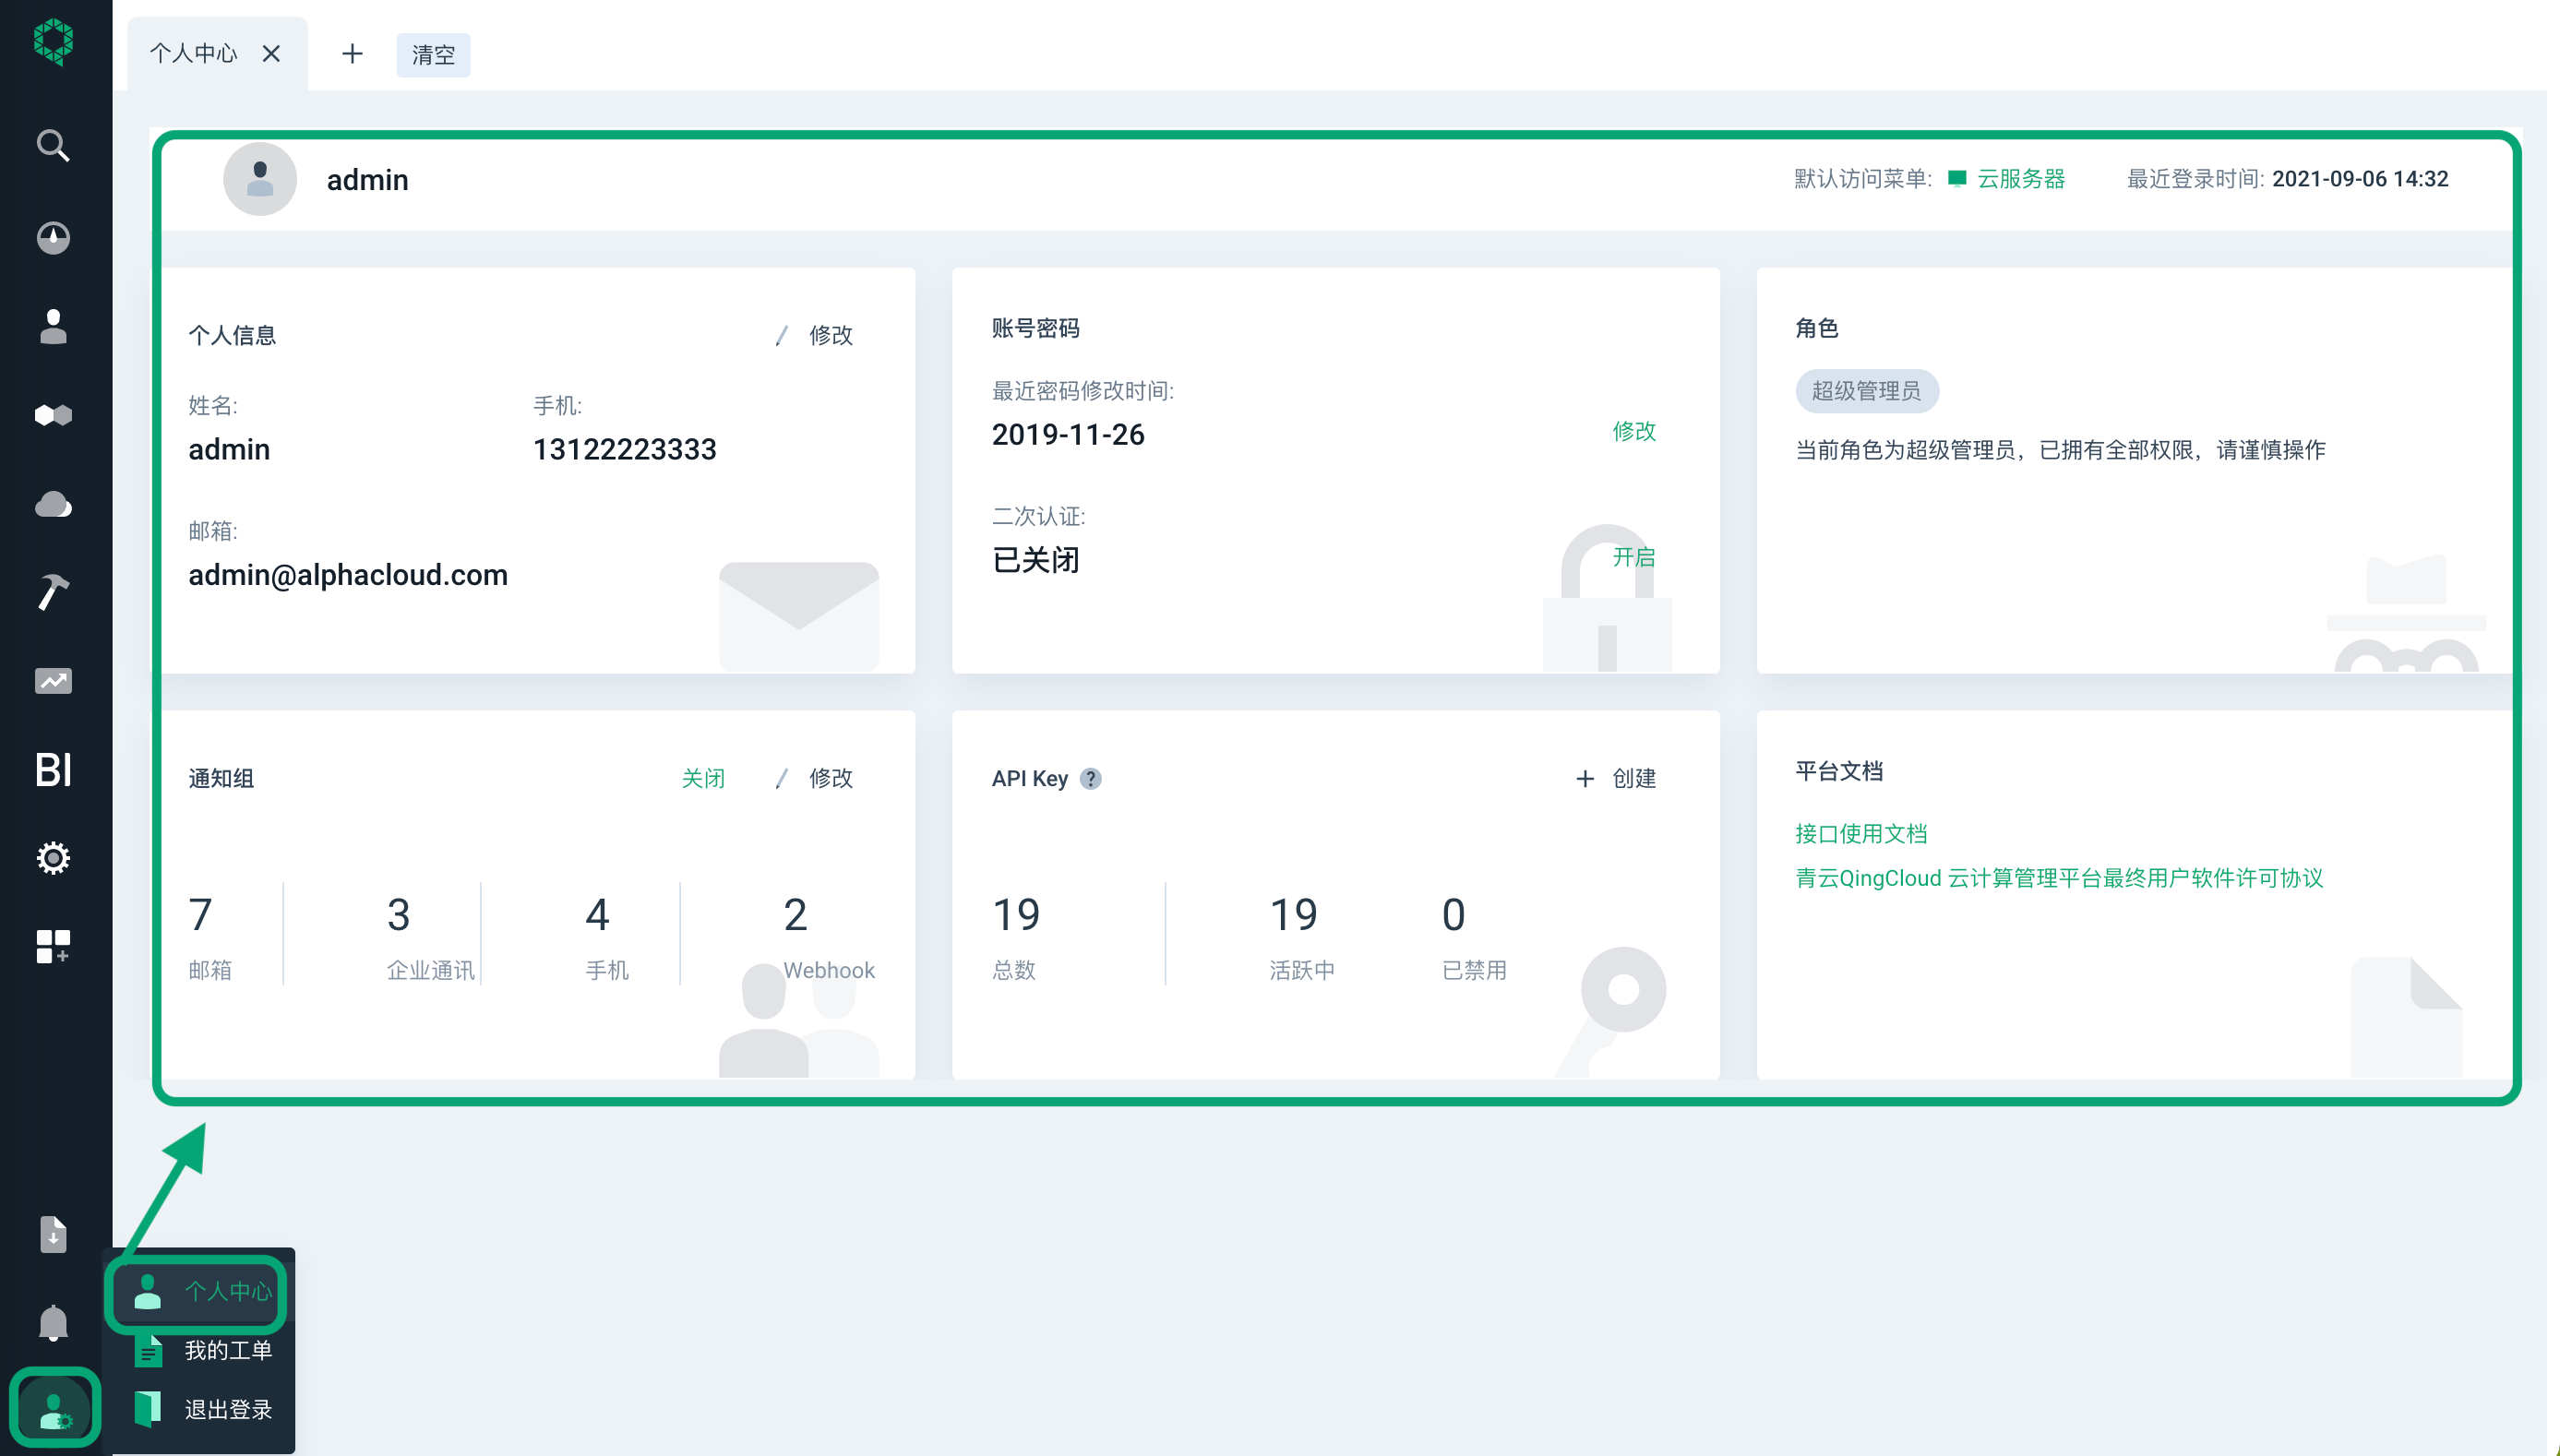 个人中心
清空
admin
默认访问菜单: 云服务器 最近登录时间: 2021-09-06 14:32
个人信息 修改
姓名: 手机:
admin 13122223333
邮箱:
admin@alphacloud.com
账号密码
最近密码修改时间:
2019-11-26 修改
二次认证:
已关闭 开启
角色
超级管理员
当前角色为超级管理员，已拥有全部权限，请谨慎操作
通知组 关闭 修改
7 3 4 2
邮箱 企业通讯 手机 Webhook
API Key ? 创建
19 19 0
总数 活跃中 已禁用
平台文档
接口使用文档
青云QingCloud 云计算管理平台最终用户软件许可协议
BI
个人中心
我的工单
退出登录